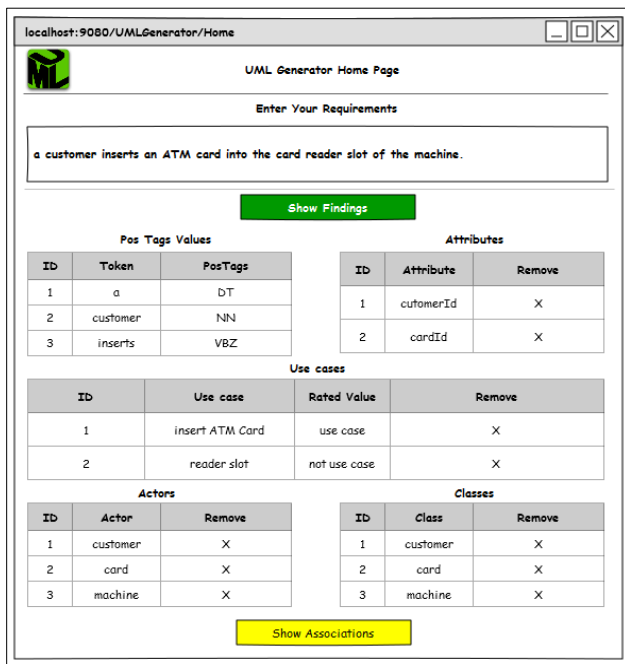 localhost:9080/UMLGenerator/Home
UML
UML Generator Home Page
Enter Your Requirements
a customer inserts an ATM card into the card reader slot of the machine.
Show Findings
Pos Tags Values
ID Token PosTags
1 a DT
2 customer NN
3 inserts VBZ
Attributes
ID Attribute Remove
1 cutomerId X
2 cardId X
Use cases
ID Use case Rated Value Remove
1 insert ATM Card use case X
2 reader slot not use case X
Actors
ID Actor Remove
1 customer X
2 card X
3 machine X
Classes
ID Class Remove
1 customer X
2 card X
3 machine X
Show Associations